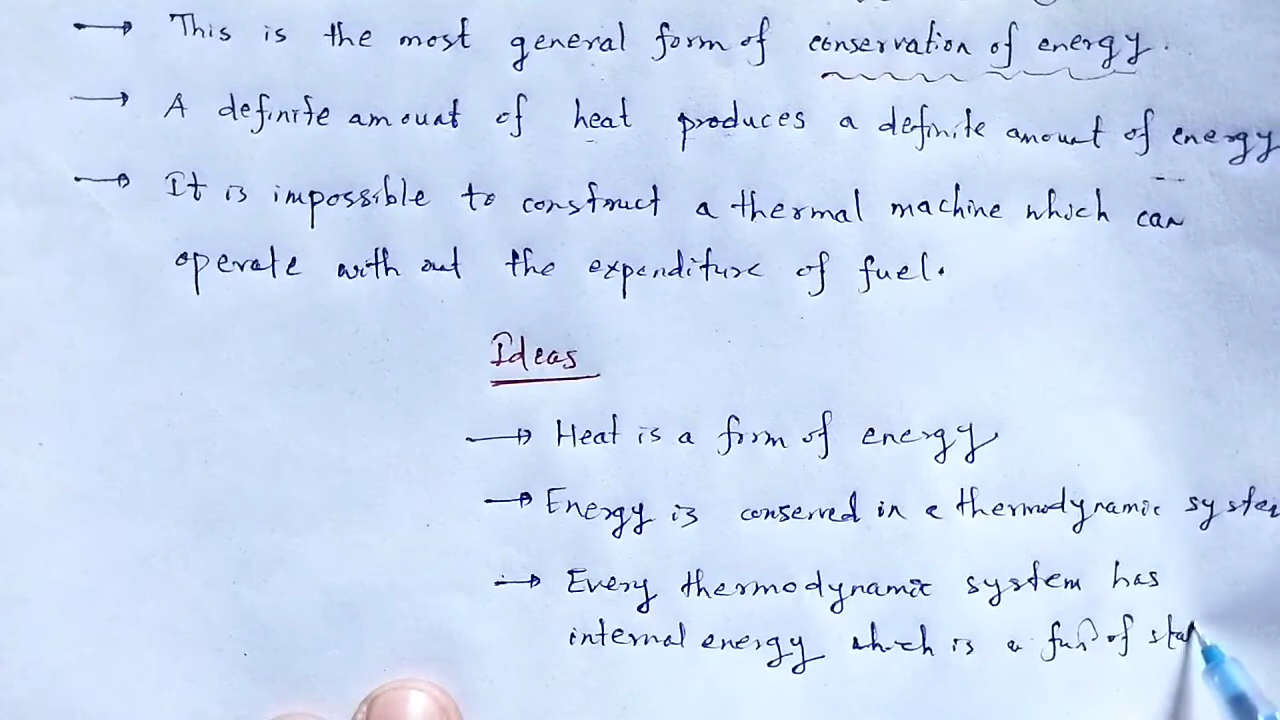 → This is the most general form of conservation of energy.
→ A definite amount of heat produces a definite amount of energy
→ It is impossible to construct a thermal machine which can
operate with out the expenditure of fuel.
Ideas
→ Heat is a form of energy
→ Energy is conserved in a thermodynamic system
→ Every thermodynamic system has
internal energy which is a fun of sta